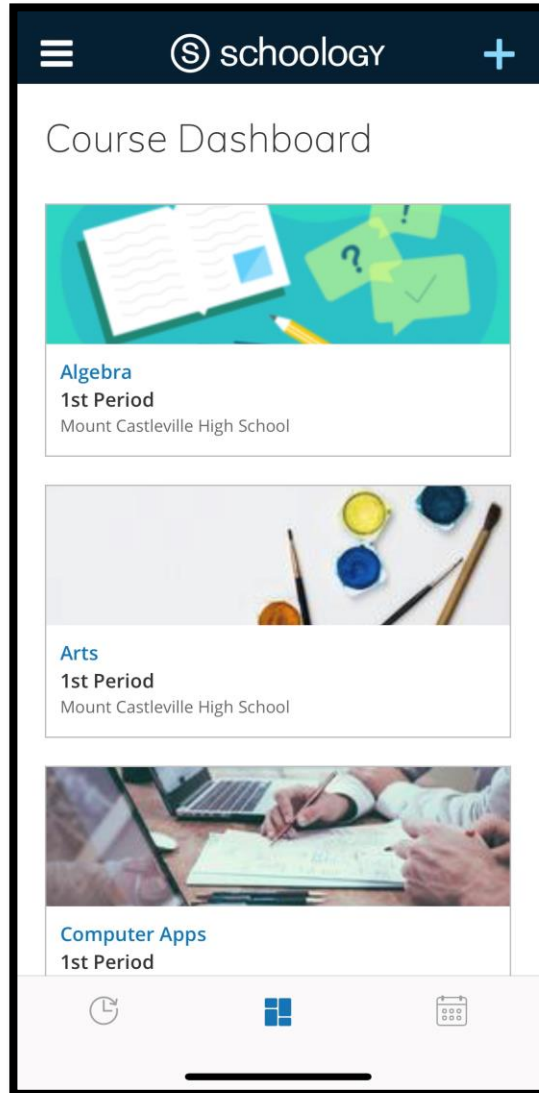 S schoology
Course Dashboard
? !
Algebra
1st Period
Mount Castleville High School
Arts
1st Period
Mount Castleville High School
Computer Apps
1st Period